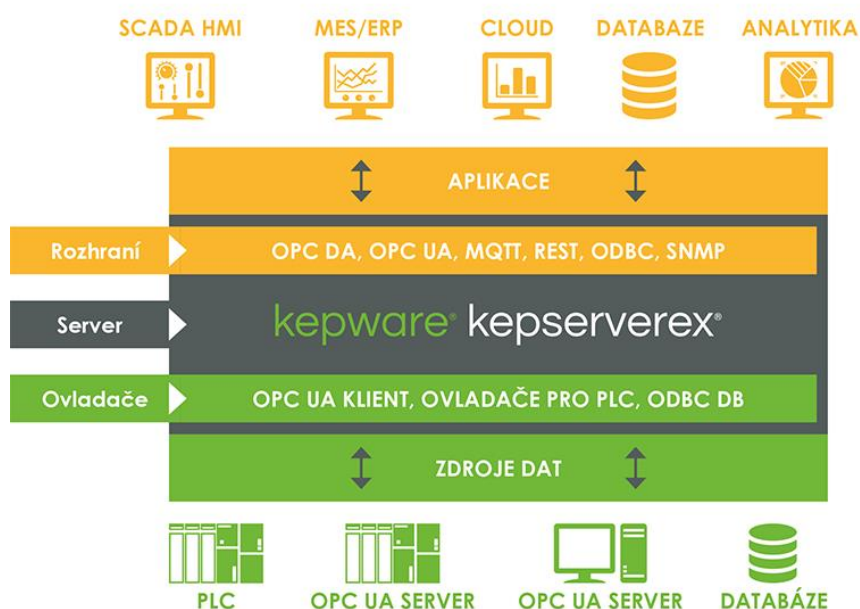 SCADA HMI
MES/ERP
CLOUD
DATABAZE
ANALYTIKA
APLIKACE
Rozhraní
OPC DA, OPC UA, MQTT, REST, ODBC, SNMP
Server
kepware® kepserverex®
Ovladače
OPC UA KLIENT, OVLADAČE PRO PLC, ODBC DB
ZDROJE DAT
PLC
OPC UA SERVER
OPC UA SERVER
DATABÁZE